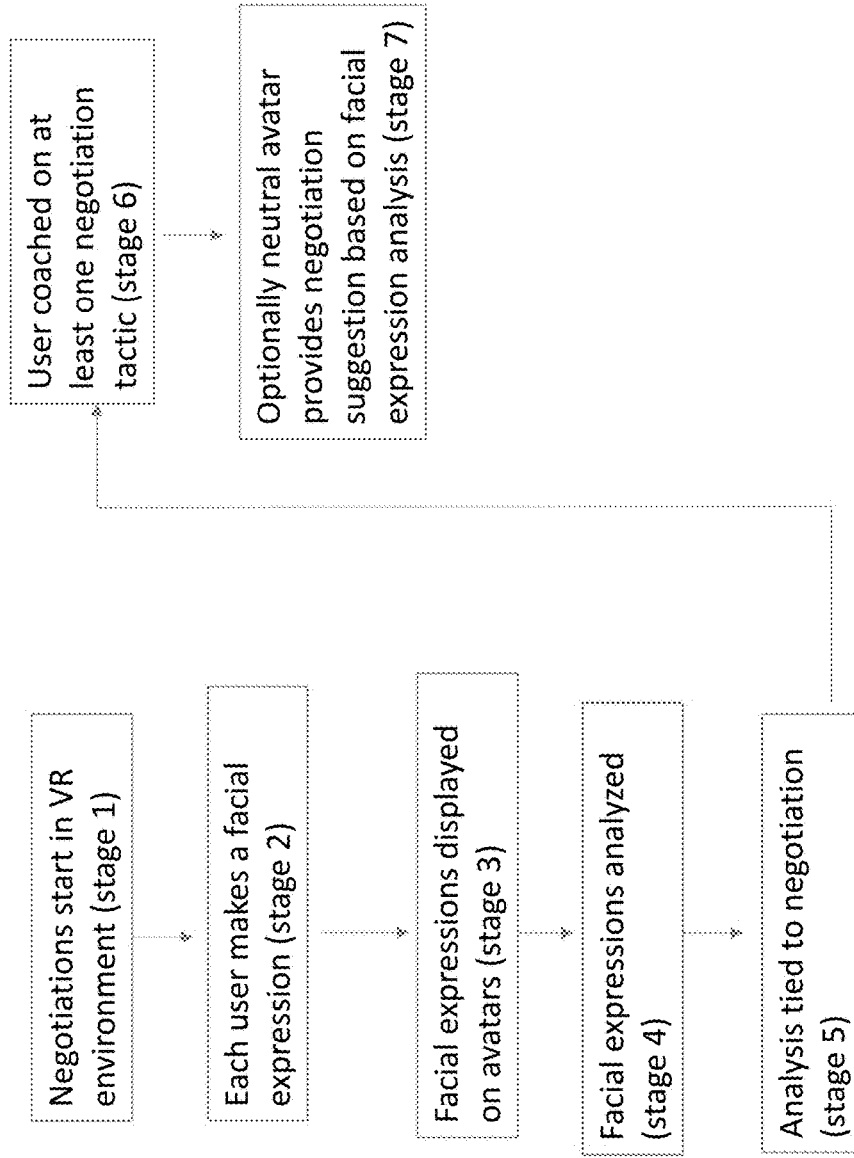 Negotiations start in VR
environment (stage 1)
Each user makes a facial
expression (stage 2)
Facial expressions displayed
on avatars (stage 3)
Facial expressions analyzed
(stage 4)
Analysis tied to negotiation
(stage 5)
User coached on at
least one negotiation
tactic (stage 6)
Optionally neutral avatar
provides negotiation
suggestion based on facial
expression analysis (stage 7)